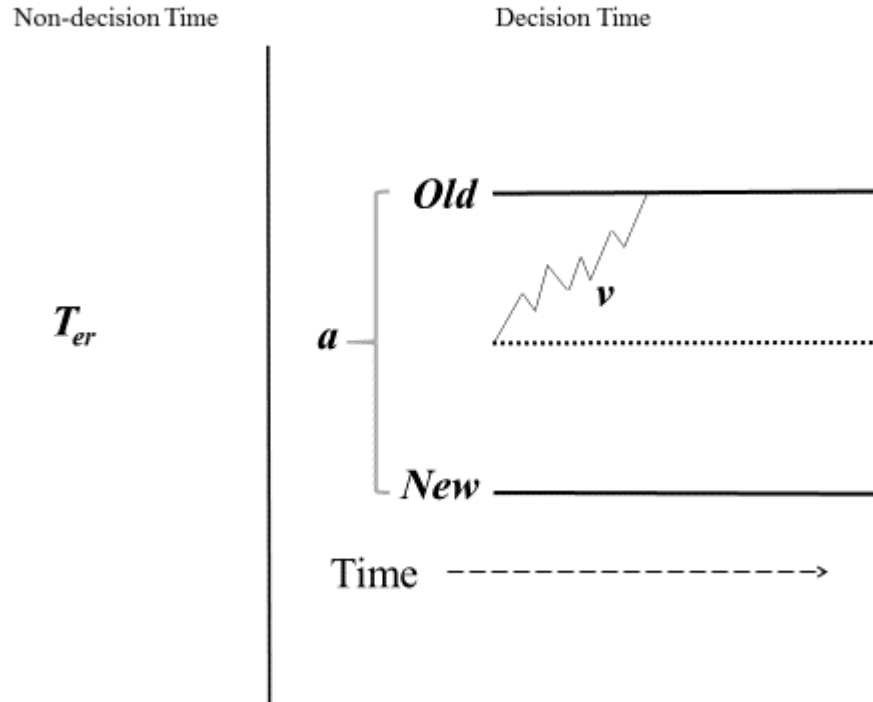 Non-decision Time
Decision Time
Old
v
T_er
a
New
Time